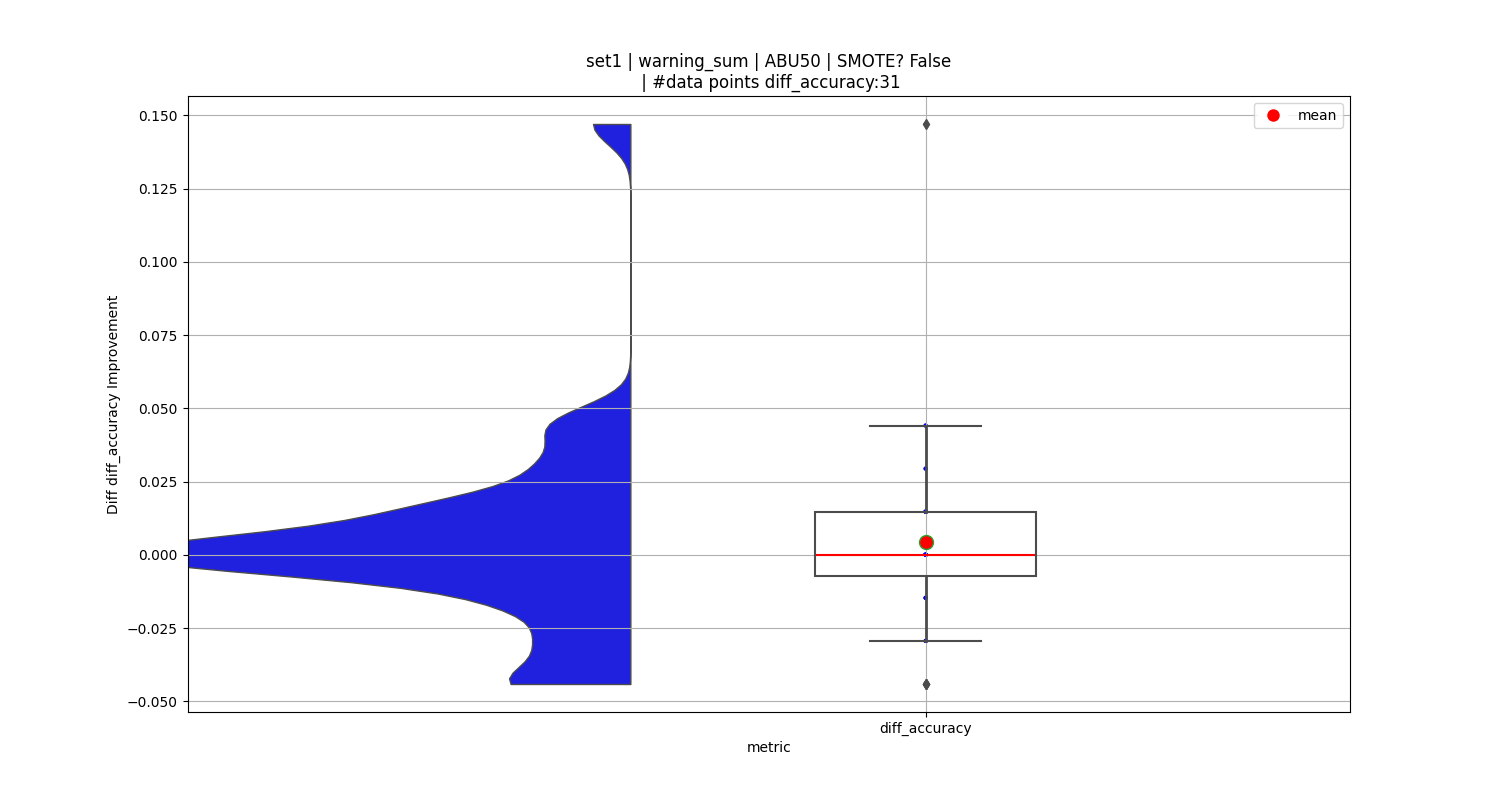 set1 | warning_sum | ABU50 | SMOTE? False
| #data points diff_accuracy:31
mean
0.150
0.125
0.100
0.075
0.050
0.025
0.000
−0.025
−0.050
Diff diff_accuracy Improvement
diff_accuracy
metric